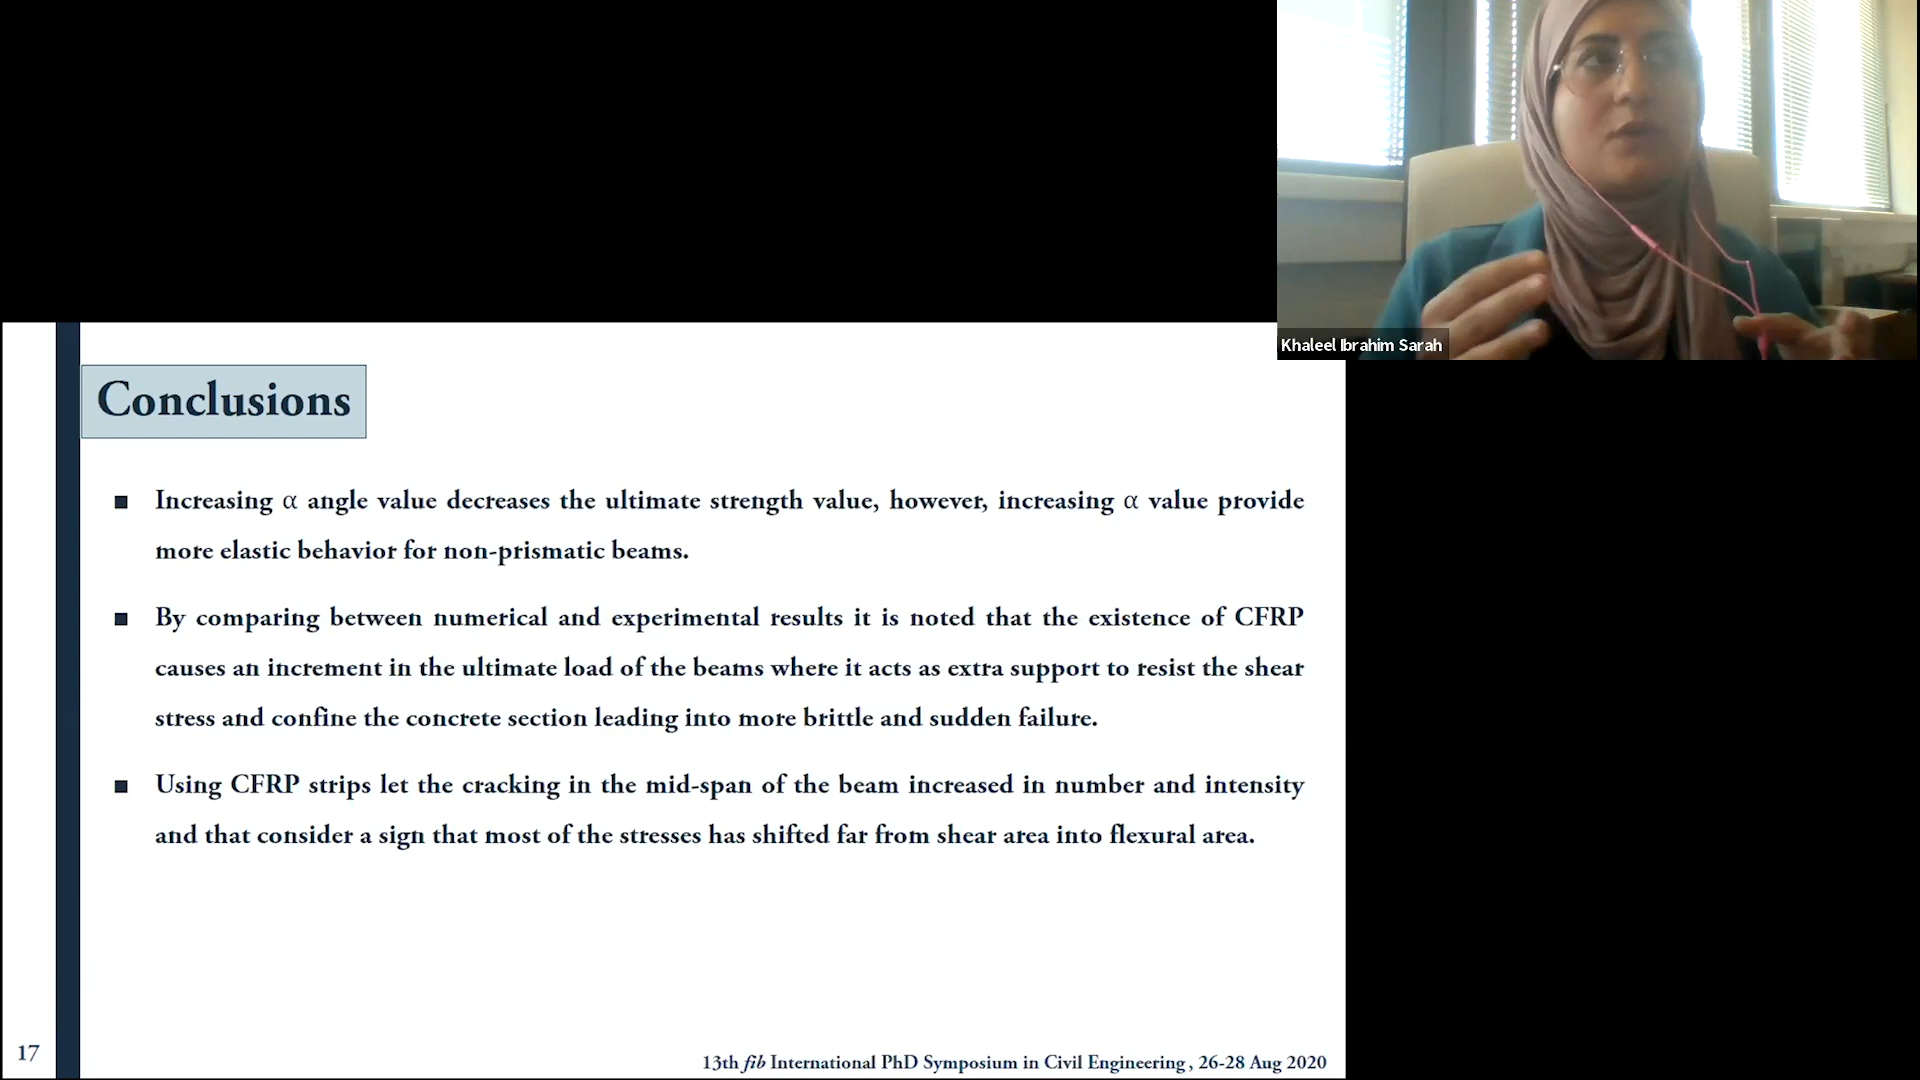 Khaleel Ibrahim Sarah
Conclusions
▪ Increasing α angle value decreases the ultimate strength value, however, increasing α value provide
more elastic behavior for non-prismatic beams.
▪ By comparing between numerical and experimental results it is noted that the existence of CFRP
causes an increment in the ultimate load of the beams where it acts as extra support to resist the shear
stress and confine the concrete section leading into more brittle and sudden failure.
▪ Using CFRP strips let the cracking in the mid-span of the beam increased in number and intensity
and that consider a sign that most of the stresses has shifted far from shear area into flexural area.
17
13th fib International PhD Symposium in Civil Engineering, 26-28 Aug 2020